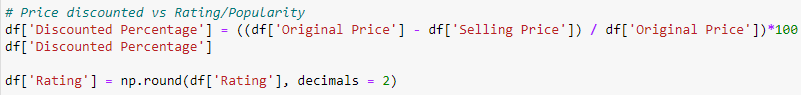 # Price discounted vs Rating/Popularity
df['Discounted Percentage'] = ((df['Original Price'] - df['Selling Price']) / df['Original Price'])*100
df['Discounted Percentage']
df['Rating'] = np.round(df['Rating'], decimals = 2)